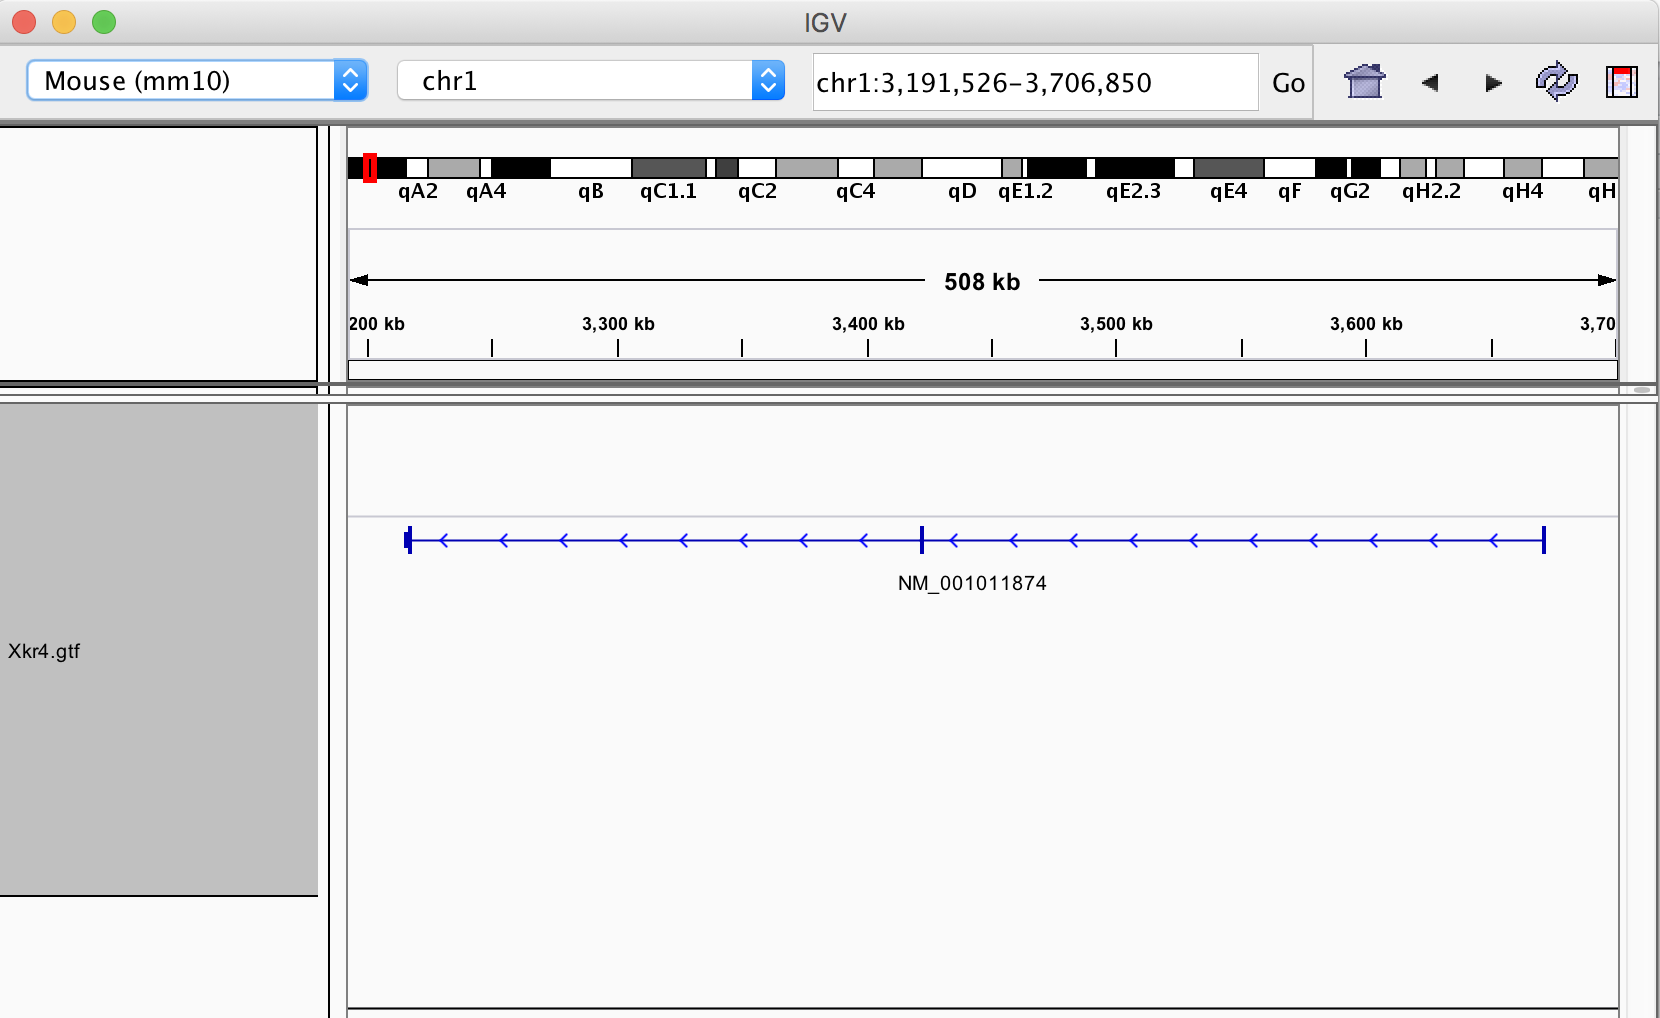 IGV
Mouse (mm10) chr1 chr1:3,191,526-3,706,850 Go
qA2 qA4 qB qC1.1 qC2 qC4 qD qE1.2 qE2.3 qE4 qF qG2 qH2.2 qH4 qH
508 kb
200 kb 3,300 kb 3,400 kb 3,500 kb 3,600 kb 3,70
NM_001011874
Xkr4.gtf